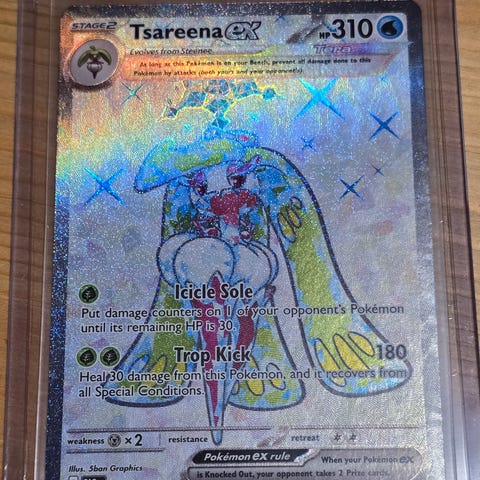 STAGE2 Tsareena ex HP310
Evolves from Steenee Tera
As long as this Pokémon is on your Bench, prevent all damage done to this
Pokémon by attacks (both yours and your opponent's).
Icicle Sole
Put damage counters on 1 of your opponent's Pokémon
until its remaining HP is 30.
Trop Kick 180
Heal 30 damage from this Pokémon, and it recovers from
all Special Conditions.
weakness ×2 resistance retreat
Illus. 5ban Graphics Pokémon ex rule When your Pokémon ex
is Knocked Out, your opponent takes 2 Prize cards.